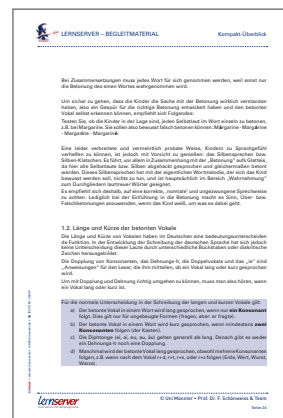 LERNSERVER – BEGLEITMATERIAL
Kompakt-Überblick
Bei Zusammensetzungen muss jedes Wort für sich genommen werden, weil sonst nur
die Betonung des einen Wortes wahrgenommen wird.
Um sicher zu gehen, dass die Kinder die Sache mit der Betonung wirklich verstanden
haben, also ein Gespür für die richtige Betonung entwickelt haben und den betonten
Vokal selbst erkennen können, empfiehlt sich Folgendes:
Testen Sie, ob die Kinder in der Lage sind, jeden Selbstlaut im Wort einzeln zu betonen,
z.B. bei Margarine. Sie sollen also bewusst falsch betonen können: Margarine - Margarine
- Margarine - Margarine.
Eine leider verbreitete und vermeintlich probate Weise, Kindern zu Sprachgefühl
verhelfen zu können, ist jedoch mit Vorsicht zu genießen: das Silbensprechen bzw.
Silben-Klatschen. Es führt, vor allem in Zusammenhang mit der „Betonung" aufs Glatteis,
da hier alle Selbstlaute bzw. Silben abgehackt gesprochen und gleichermaßen betont
werden. Dieses Silbensprechen hat mit der eigentlichen Wortmelodie, der sich das Kind
bewusst werden soll, nichts zu tun, und ist hauptsächlich im Bereich „Wahrnehmung"
zum Durchgliedern lauttreuer Wörter geeignet.
Es empfiehlt sich deshalb, auf eine korrekte, ‚normale' und ungezwungene Sprechweise
zu achten. Lediglich bei der Einführung in die Betonung macht es Sinn, Über- bzw.
Falschbetonungen anzuwenden, damit das Kind weiß, um was es dabei geht.
1.2. Länge und Kürze der betonten Vokale
Die Länge und Kürze von Vokalen haben im Deutschen eine bedeutungsunterscheiden
de Funktion. In der Entwicklung der Schreibung der deutschen Sprache hat sich jedoch
keine Unterscheidung dieser Laute durch unterschiedliche Buchstaben oder diakritische
Zeichen herausgebildet.
Die Dopplung von Konsonanten, das Dehnungs-h, die Doppelvokale und das „ie" sind
„Anweisungen" für den Leser, die ihm mitteilen, ob ein Vokal lang oder kurz gesprochen
wird.
Um mit Dopplung und Dehnung richtig umgehen zu können, muss man also hören, wenn
ein Vokal lang oder kurz ist.
Für die normale Unterscheidung in der Schreibung der langen und kurzen Vokale gilt:
a) Der betonte Vokal in einem Wort wird lang gesprochen, wenn nur ein Konsonant
folgt. Dies gilt nur für ungebeugte Formen (fragen, aber er fragte).
b) Der betonte Vokal in einem Wort wird kurz gesprochen, wenn mindestens zwei
Konsonanten folgen (der Kasten).
c) Die Diphtonge (ei, ai, eu, äu) gelten generell als lang. Danach gibt es weder
ein Dehnungs-h noch eine Dopplung.
d) Manchmal wird der betonte Vokal lang gesprochen, obwohl mehrere Konsonanten
folgen, z.B. wenn nach dem Vokal r+d, r+t, r+s, oder r+z folgen (Erde, Wert, Wurst,
Warze).
lernserver
© Uni Münster • Prof. Dr. F. Schönweiss & Team
Seite 24